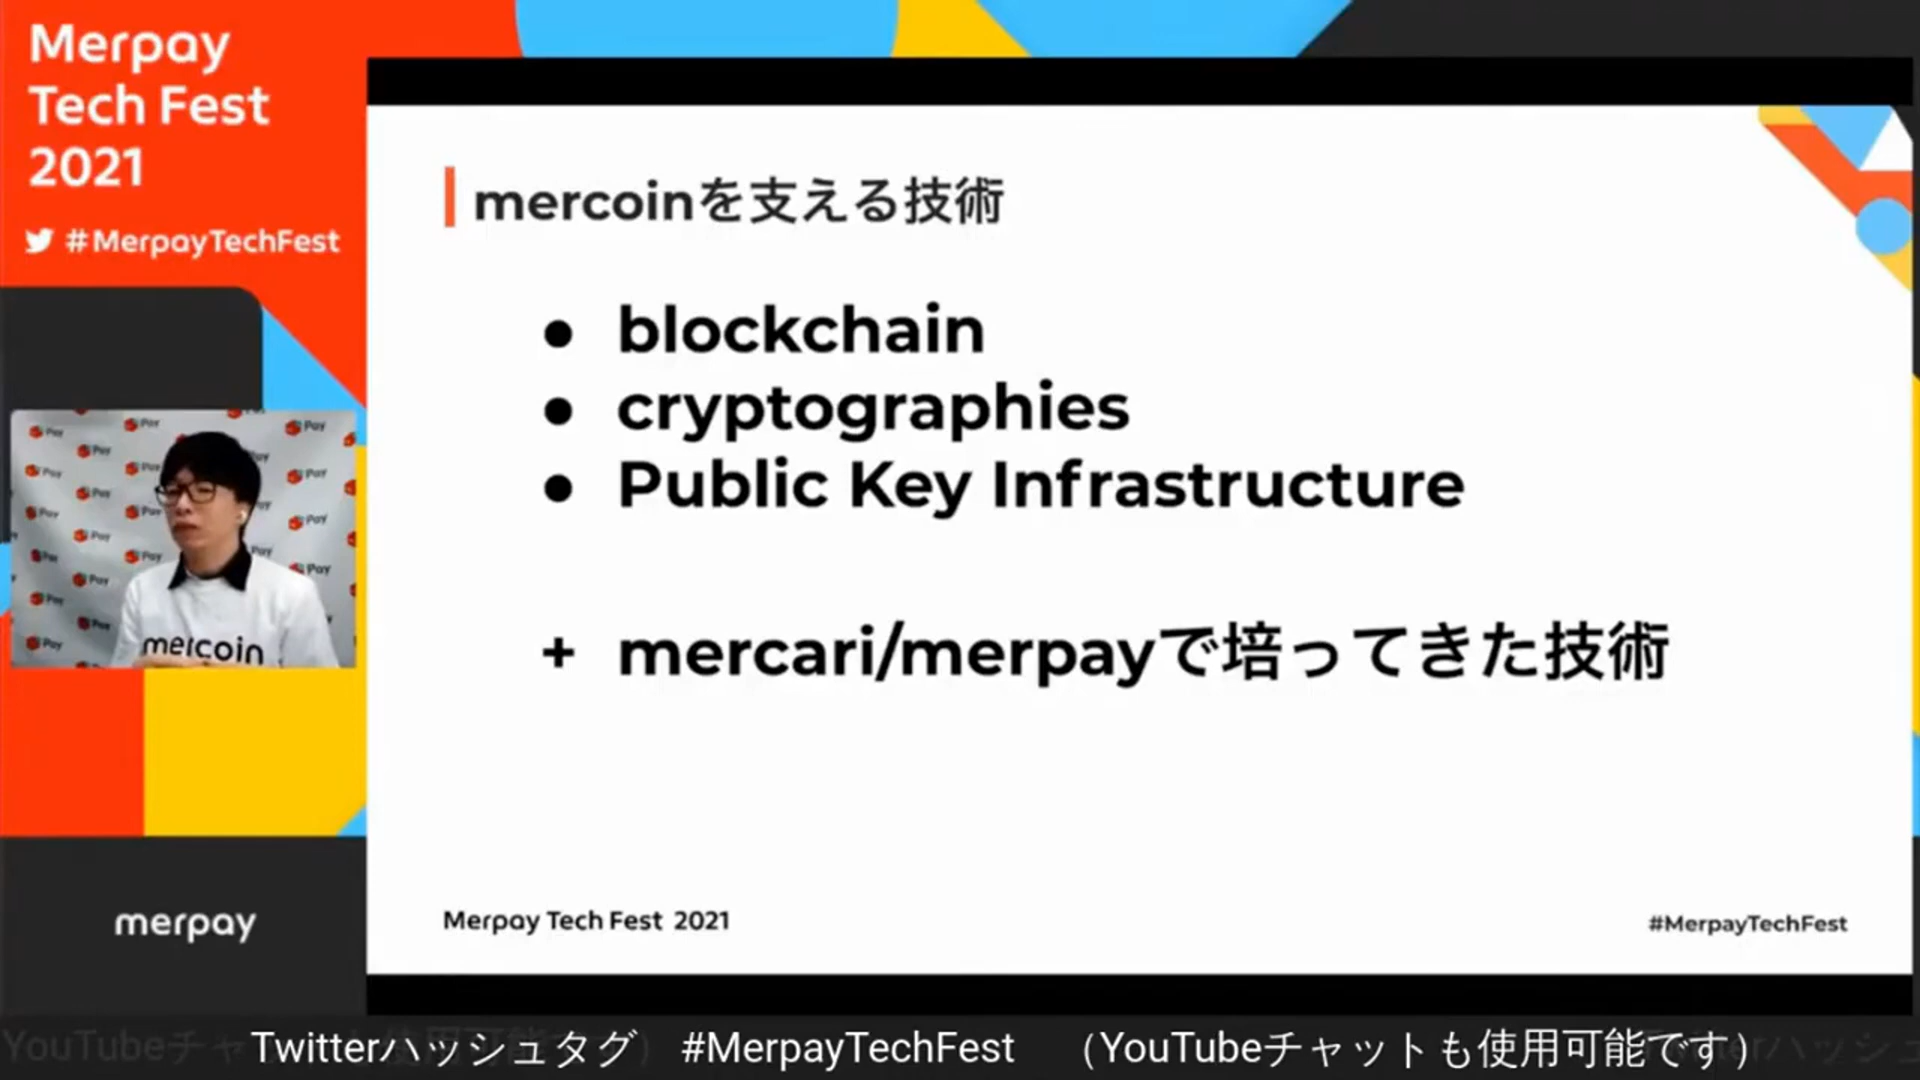 Merpay
Tech Fest
2021
#MerpayTechFest
mercoinを支える技術
● blockchain
● cryptographies
● Public Key Infrastructure
+ mercari/merpayで培ってきた技術
Pay
mercoin
merpay
Merpay Tech Fest 2021
#MerpayTechFest
Twitterハッシュタグ #MerpayTechFest （YouTubeチャットも使用可能です）